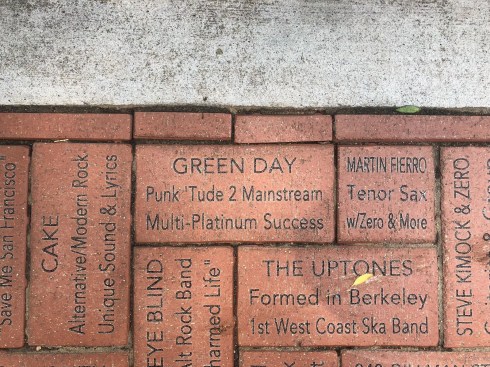 Save Me San Francisco"
CAKE
Alternative/Modern Rock
Unique Sound & Lyrics
GREEN DAY
Punk 'Tude 2 Mainstream
Multi-Platinum Success
MARTIN FIERRO
Tenor Sax
w/Zero & More
STEVE KIMOCK & ZERO
EYE BLIND
Alt Rock Band
harmed Life"
THE UPTONES
Formed in Berkeley
1st West Coast Ska Band